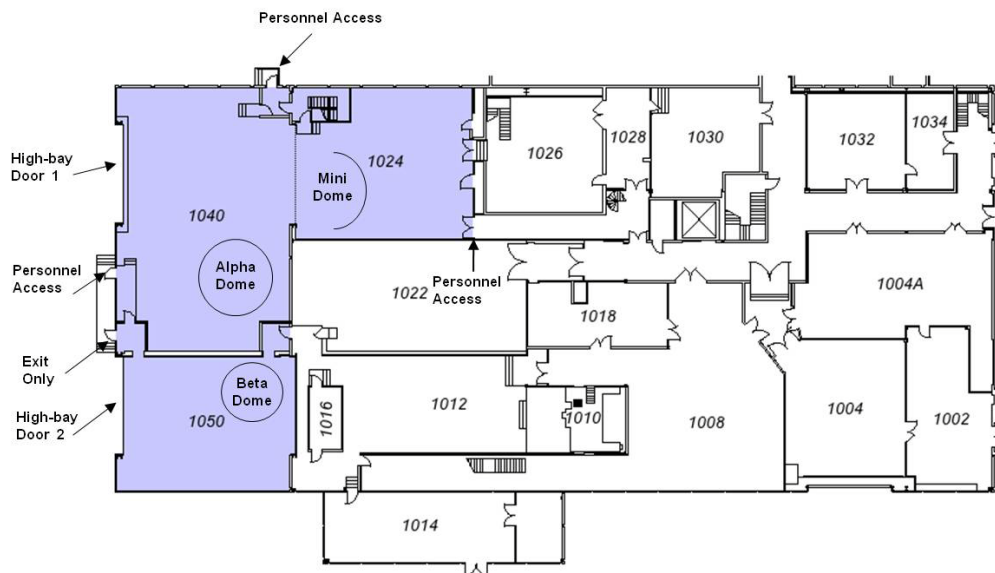 Personnel
Access
High-bay
Door 1
1040
1024
Mini
Dome
1026
1028
1030
1032
1034
Personnel
Access
Alpha
Dome
1022
Personnel
Access
1018
1004A
Exit
Only
High-bay
Door 2
Beta
Dome
1050
1016
1012
1010
1008
1004
1002
1014